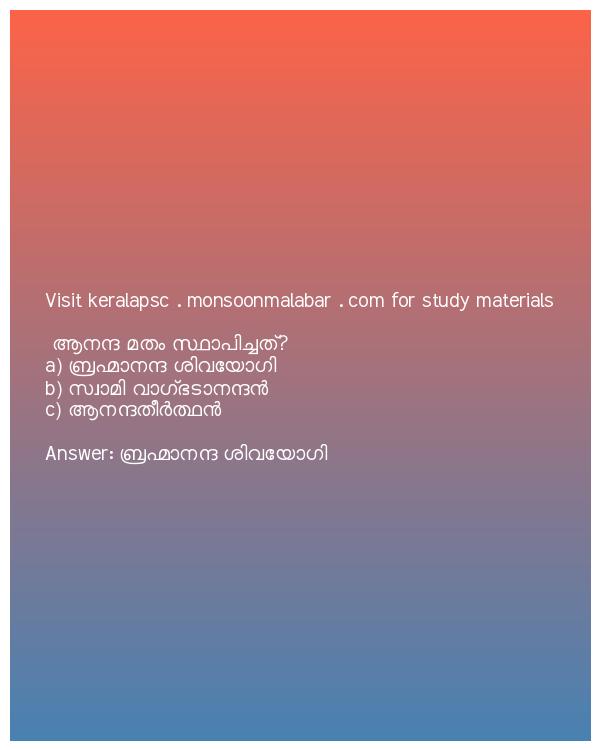 Visit keralapsc . monsoonmalabar . com for study materials
ആനന്ദ മതം സ്ഥാപിച്ചത്?
a) ബ്രഹ്മാനന്ദ ശിവയോഗി
b) സ്വാമി വാഗ്ഭടാനന്ദൻ
c) ആനന്ദതീർത്ഥൻ
Answer: ബ്രഹ്മാനന്ദ ശിവയോഗി